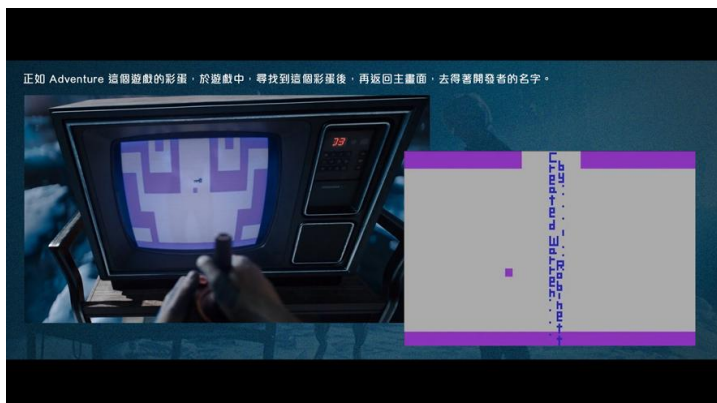 正如 Adventure 這個遊戲的彩蛋，於遊戲中，尋找到這個彩蛋後，再返回主畫面，去得著開發者的名字。
33
Created
by...
Warren...
Robinett